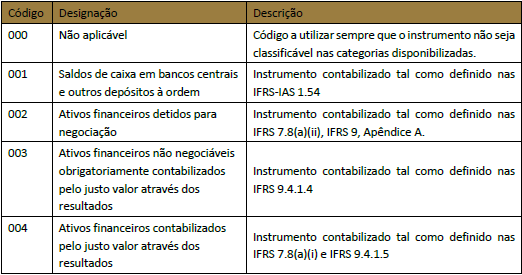 Código Designação Descrição
000 Não aplicável Código a utilizar sempre que o instrumento não seja
classificável nas categorias disponibilizadas.
001 Saldos de caixa em bancos centrais Instrumento contabilizado tal como definido nas
e outros depósitos à ordem IFRS-IAS 1.54
002 Ativos financeiros detidos para Instrumento contabilizado tal como definido nas
negociação IFRS 7.8(a)(ii), IFRS 9, Apêndice A.
003 Ativos financeiros não negociáveis
obrigatoriamente contabilizados Instrumento contabilizado tal como definido nas
pelo justo valor através dos IFRS 9.4.1.4
resultados
004 Ativos financeiros contabilizados
pelo justo valor através dos Instrumento contabilizado tal como definido nas
resultados IFRS 7.8(a)(i) e IFRS 9.4.1.5